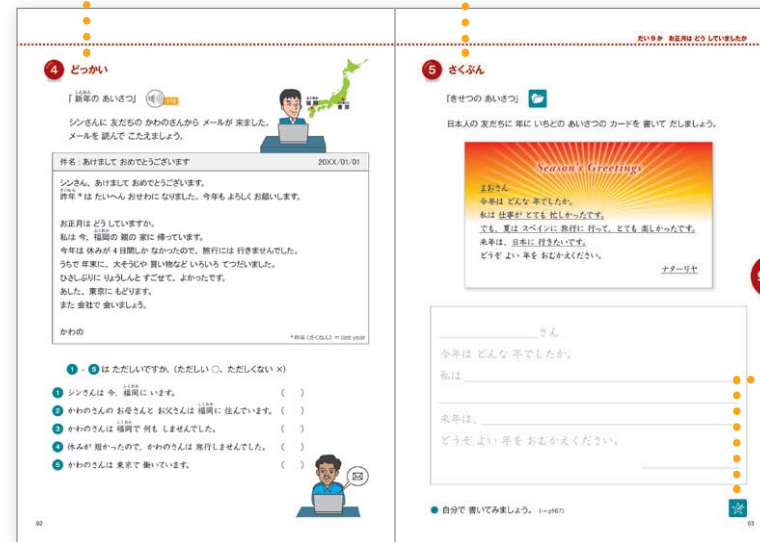 4 どっかい
「新年の あいさつ」
シンさんに 友だちの かわのさんから メールが 来ました。
メールを 読んで こたえましょう。
福岡
東京
件名：あけまして おめでとうございます 20XX/01/01
シンさん、あけまして おめでとうございます。
昨年*は たいへん おせわに なりました。今年も よろしく お願いします。
お正月は どう していますか。
私は 今、福岡の 親の 家に 帰っています。
今年は 休みが 4日間しか なかったので、旅行には 行きませんでした。
うちで 年末に、大そうじや 買い物など いろいろ てつだいました。
ひさしぶりに りょうしんと すごせて、よかったです。
あした、東京に もどります。
また 会社で 会いましょう。
かわの
*昨年（さくねん）= last year
1 - 5 は ただしいですか。（ただしい ○、ただしくない ×）
1 シンさんは 今、福岡に います。 （ ）
2 かわのさんの お母さんと お父さんは 福岡に 住んでいます。（ ）
3 かわのさんは 福岡で 何も しませんでした。 （ ）
4 休みが 短かったので、かわのさんは 旅行しませんでした。 （ ）
5 かわのさんは 東京で 働いています。 （ ）
92
だい9か お正月は どう していましたか
5 さくぶん
「きせつの あいさつ」
日本人の 友だちに 年に いちどの あいさつの カードを 書いて だしましょう。
Season's Greetings
まおさん
今年は どんな 年でしたか。
私は 仕事が とても 忙しかったです。
でも、夏は スペインに 旅行に 行って、とても 楽しかったです。
来年は、日本に 行きたいです。
どうぞ よい 年を おむかえください。
ナターリヤ
さん
今年は どんな 年でしたか。
私は
来年は、
どうぞ よい 年を おむかえください。
● 自分で 書いてみましょう。（→p167）
93